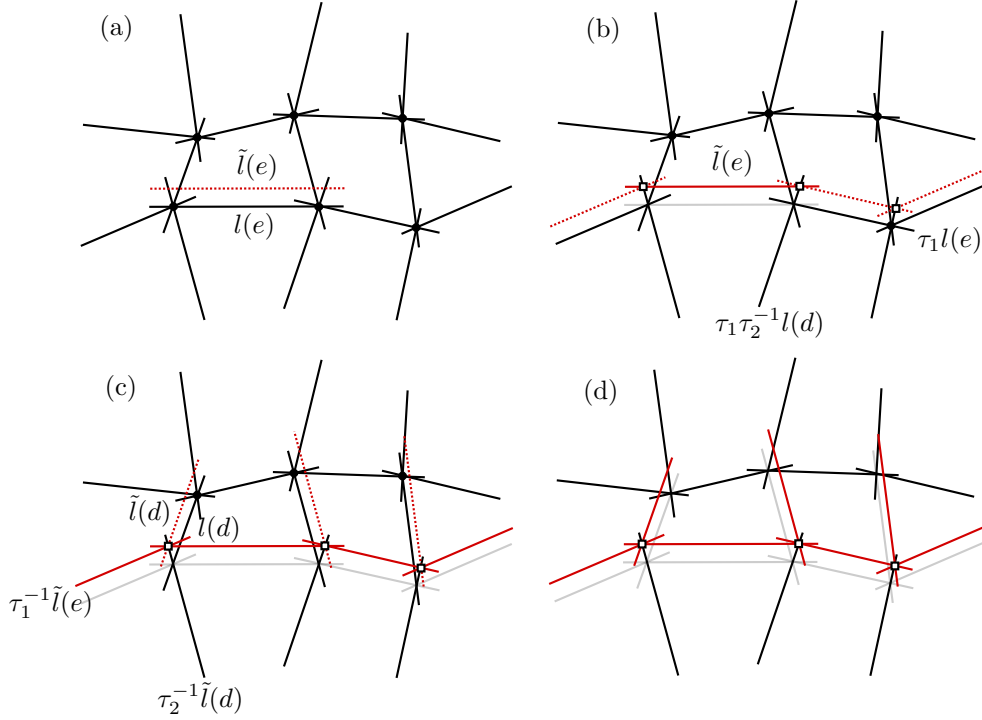 (a)
l̃(e)
l(e)
(b)
l̃(e)
τ₁l(e)
τ₁τ₂⁻¹l(d)
(c)
l̃(d)
l(d)
τ₁⁻¹l̃(e)
τ₂⁻¹l̃(d)
(d)